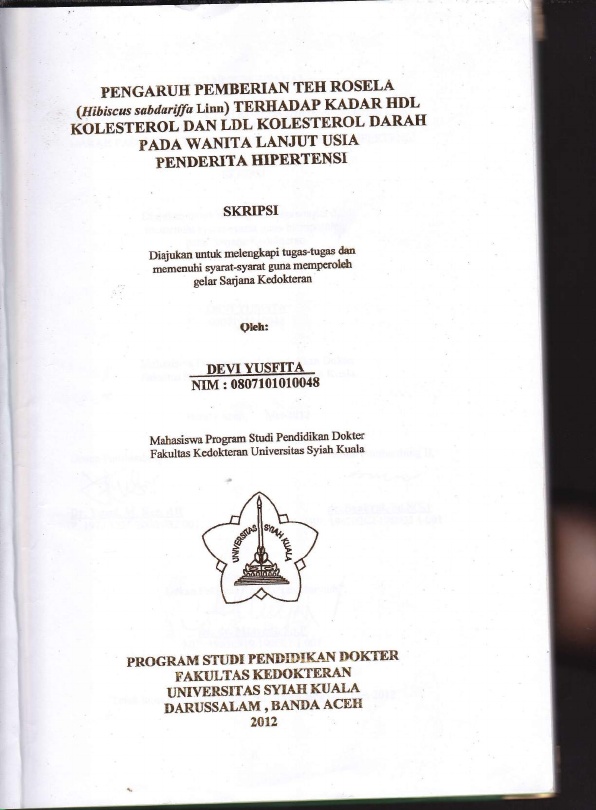 PENGARUH PEMBERIAN TEH ROSELA
(Hibiscus sabdariffa Linn) TERHADAP KADAR HDL
KOLESTEROL DAN LDL KOLESTEROL DARAH
PADA WANITA LANJUT USIA
PENDERITA HIPERTENSI
SKRIPSI
Diajukan untuk melengkapi tugas-tugas dan
memenuhi syarat-syarat guna memperoleh
gelar Sarjana Kedokteran
Oleh:
DEVI YUSFITA
NIM : 0807101010048
Mahasiswa Program Studi Pendidikan Dokter
Fakultas Kedokteran Universitas Syiah Kuala
UNIVERSITAS SYIAH KUALA
PROGRAM STUDI PENDIDIKAN DOKTER
FAKULTAS KEDOKTERAN
UNIVERSITAS SYIAH KUALA
DARUSSALAM , BANDA ACEH
2012